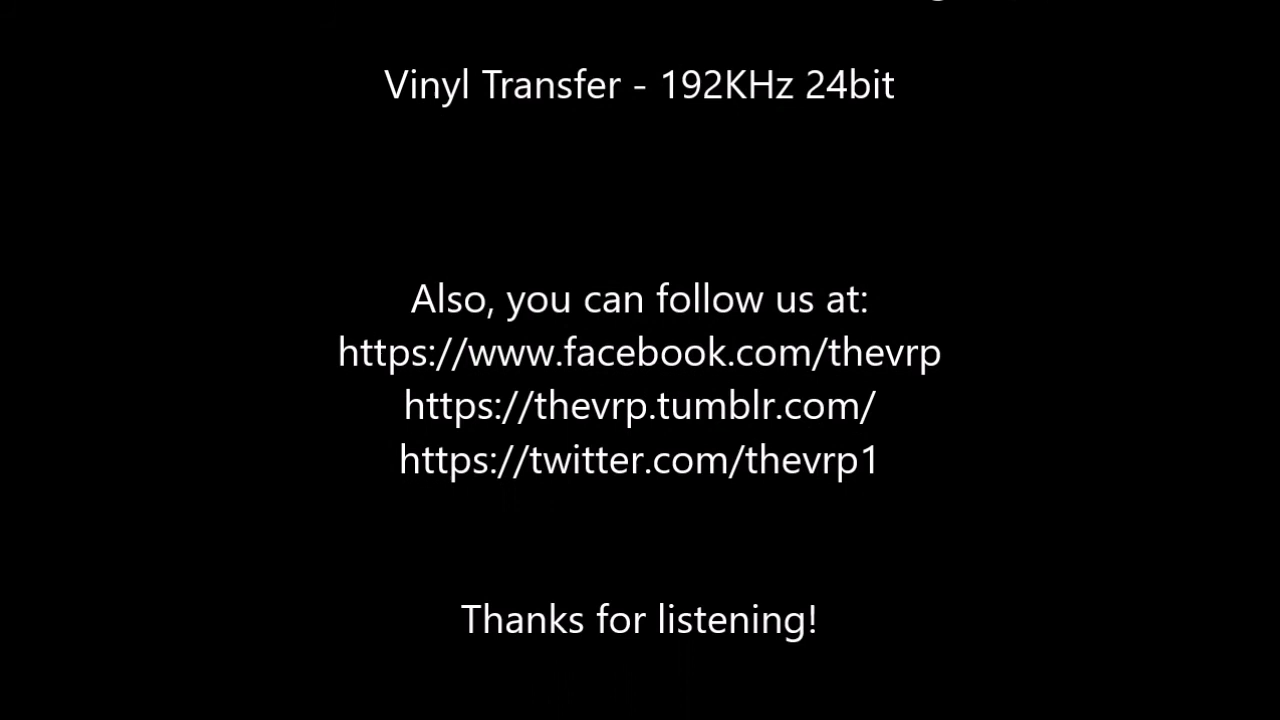 Vinyl Transfer - 192KHz 24bit
Also, you can follow us at:
https://www.facebook.com/thevrp
https://thevrp.tumblr.com/
https://twitter.com/thevrp1
Thanks for listening!